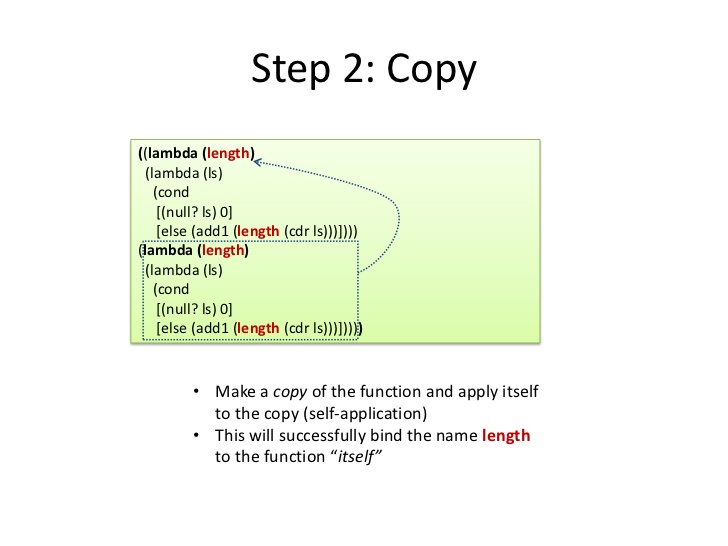 Step 2: Copy
((lambda (length)
(lambda (ls)
(cond
[(null? ls) 0]
[else (add1 (length (cdr ls)))])))
(lambda (length)
(lambda (ls)
(cond
[(null? ls) 0]
[else (add1 (length (cdr ls)))]))))
• Make a copy of the function and apply itself
to the copy (self-application)
• This will successfully bind the name length
to the function “itself”